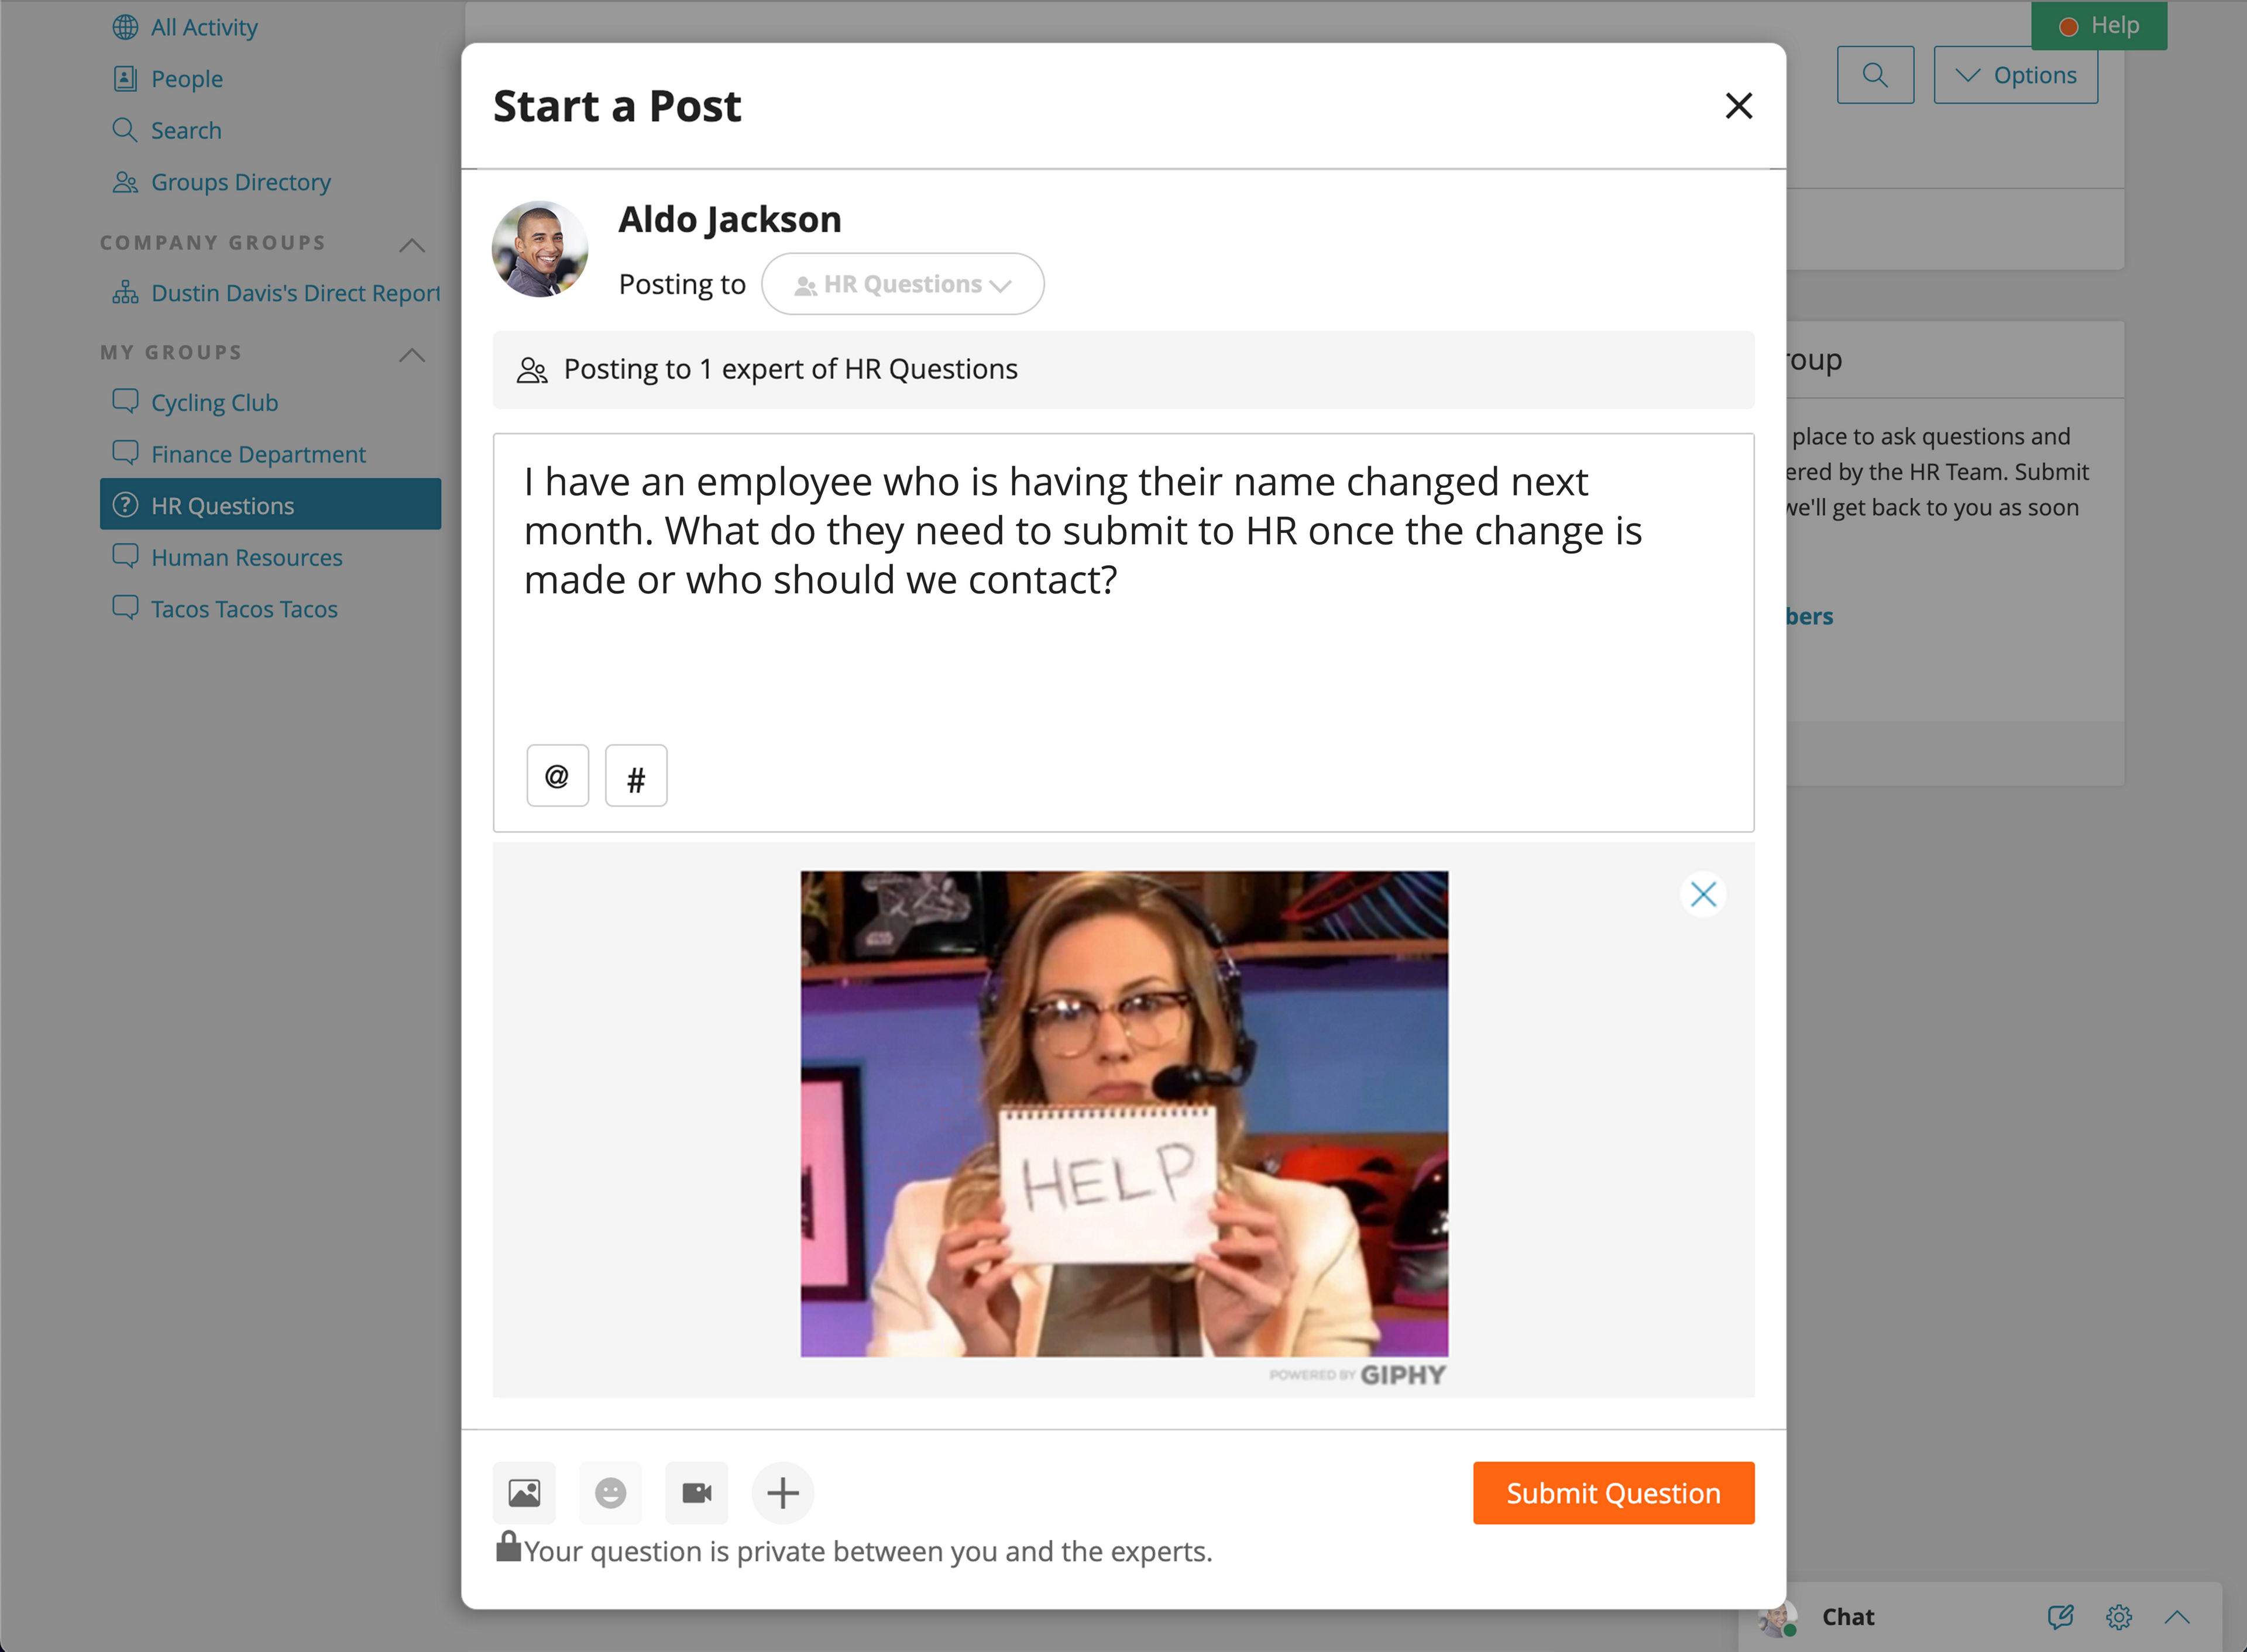 All Activity
People
Search
Groups Directory
COMPANY GROUPS
Dustin Davis's Direct Report
MY GROUPS
Cycling Club
Finance Department
HR Questions
Human Resources
Tacos Tacos Tacos
Help
Options
Start a Post
Aldo Jackson
Posting to HR Questions
Posting to 1 expert of HR Questions
I have an employee who is having their name changed next
month. What do they need to submit to HR once the change is
made or who should we contact?
@ #
HELP
POWERED BY GIPHY
Submit Question
Your question is private between you and the experts.
roup
place to ask questions and
ered by the HR Team. Submit
we'll get back to you as soon
bers
Chat